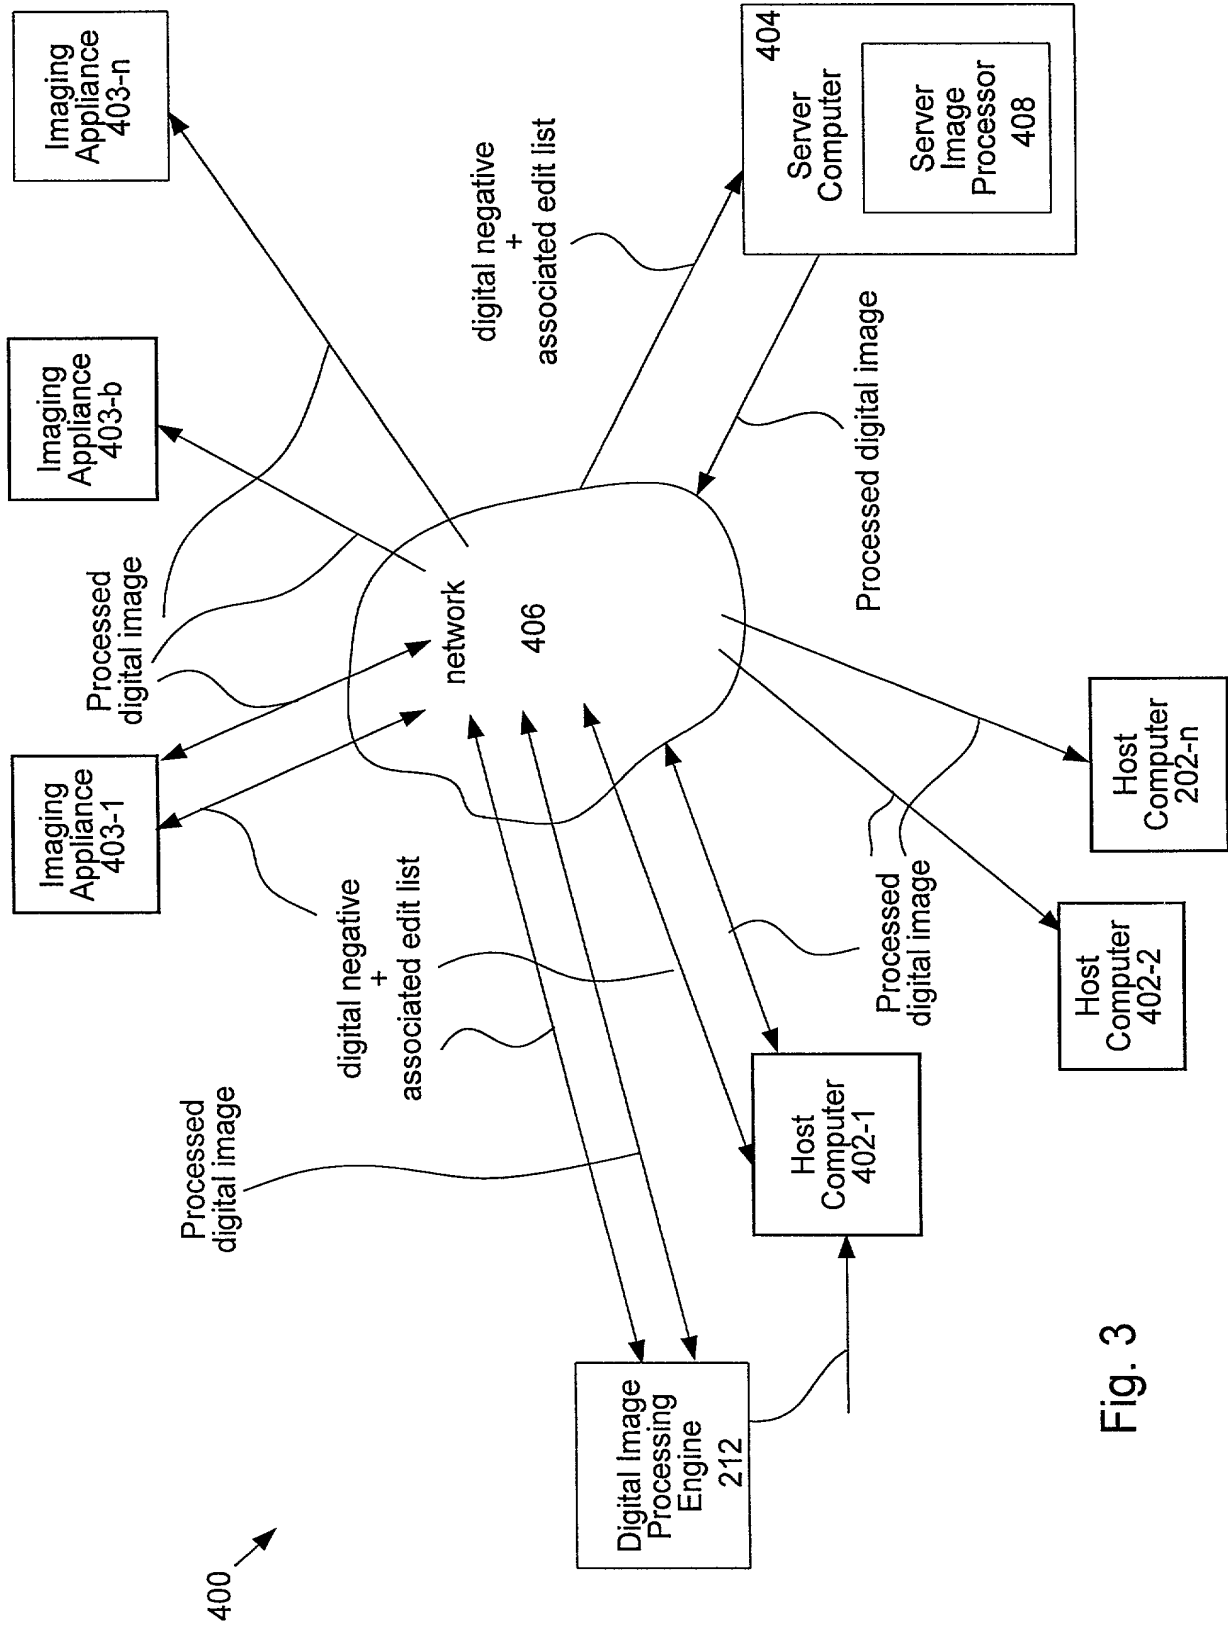 400
Digital Image
Processing
Engine
212
Processed
digital image
digital negative
+
associated edit list
Imaging
Appliance
403-1
Processed
digital image
Imaging
Appliance
403-b
Imaging
Appliance
403-n
network
406
digital negative
+
associated edit list
Server
Computer
404
Server
Image
Processor
408
Processed digital image
Host
Computer
402-1
Processed
digital image
Host
Computer
402-2
Host
Computer
202-n
Fig. 3